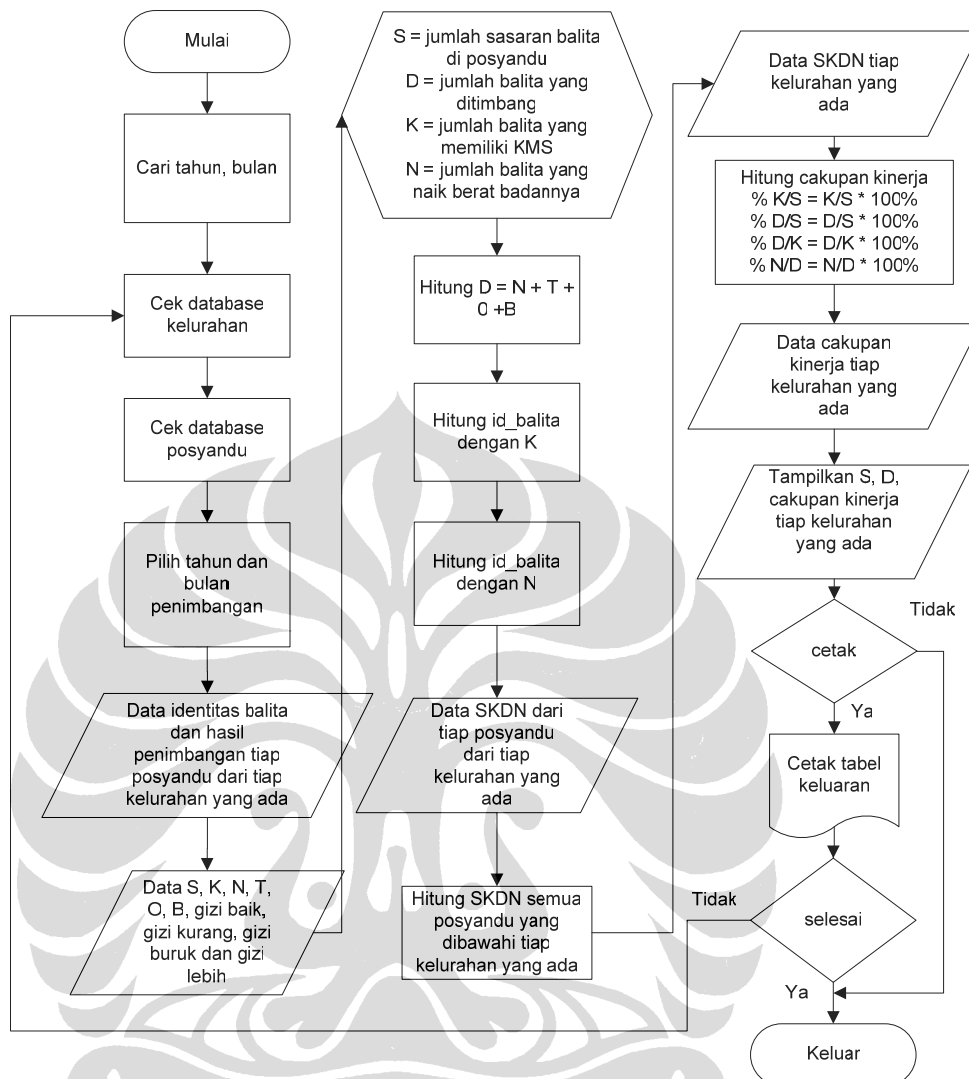 Mulai
Cari tahun, bulan
Cek database
kelurahan
Cek database
posyandu
Pilih tahun dan
bulan
penimbangan
Data identitas balita
dan hasil
penimbangan tiap
posyandu dari tiap
kelurahan yang ada
Data S, K, N, T,
O, B, gizi baik,
gizi kurang, gizi
buruk dan gizi
lebih
S = jumlah sasaran balita
di posyandu
D = jumlah balita yang
ditimbang
K = jumlah balita yang
memiliki KMS
N = jumlah balita yang
naik berat badannya
Hitung D = N + T +
0 +B
Hitung id_balita
dengan K
Hitung id_balita
dengan N
Data SKDN dari
tiap posyandu
dari tiap
kelurahan yang
ada
Hitung SKDN semua
posyandu yang
dibawahi tiap
kelurahan yang ada
Data SKDN tiap
kelurahan yang
ada
Hitung cakupan kinerja
% K/S = K/S * 100%
% D/S = D/S * 100%
% D/K = D/K * 100%
% N/D = N/D * 100%
Data cakupan
kinerja tiap
kelurahan yang
ada
Tampilkan S, D,
cakupan kinerja
tiap kelurahan
yang ada
cetak
Tidak
Ya
Cetak tabel
keluaran
selesai
Tidak
Ya
Keluar